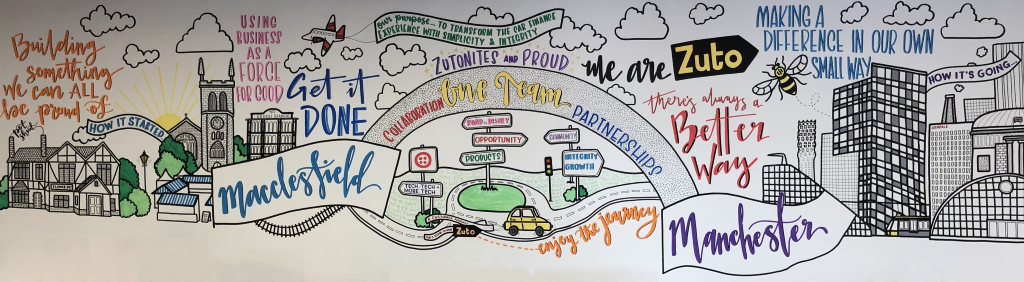 Building
something
we can ALL
be proud of
HOW IT STARTED
USING
BUSINESS
AS A
FORCE
FOR GOOD
Get it
DONE
Macclesfield
our purpose... TO TRANSFORM THE CAR FINANCE
EXPERIENCE WITH SIMPLICITY & INTEGRITY
ZUTONITES AND PROUD
COLLABORATION
One Team
PARTNERSHIPS
ROAD TO DISNEY
OPPORTUNITY
PRODUCTS
COMMUNITY
INTEGRITY
GROWTH
TECH TECH +
MORE TECH
Zuto
enjoy the journey
we are Zuto
MAKING A
DIFFERENCE IN OUR OWN
SMALL WAY
there's always a
Better
Way
HOW IT'S GOING...
Manchester